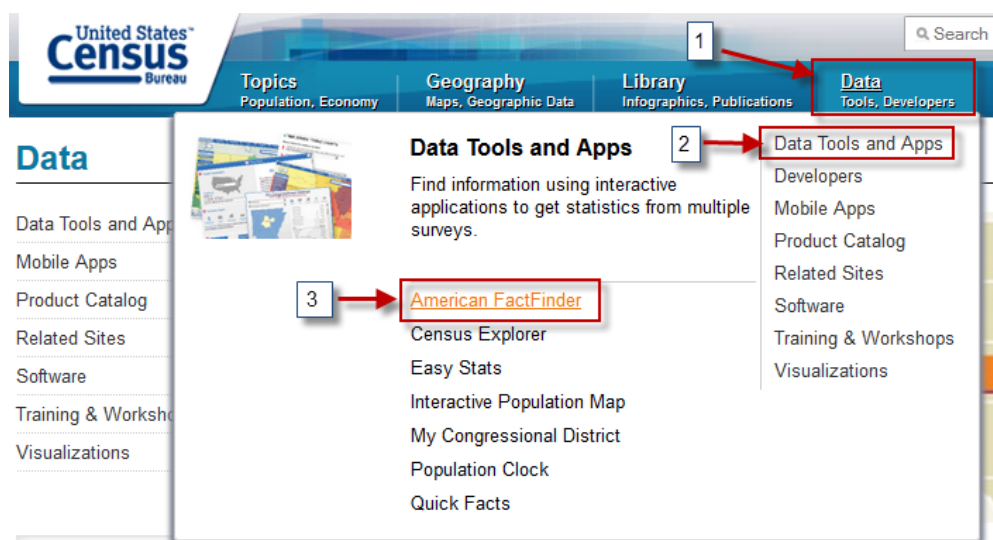 United States™
Census
Bureau
1
Search
Topics
Population, Economy
Geography
Maps, Geographic Data
Library
Infographics, Publications
Data
Tools, Developers
Data
Data Tools and App
Mobile Apps
Product Catalog
Related Sites
Software
Training & Worksho
Visualizations
Data Tools and Apps
Find information using interactive
applications to get statistics from multiple
surveys.
3
American FactFinder
Census Explorer
Easy Stats
Interactive Population Map
My Congressional District
Population Clock
Quick Facts
2
Data Tools and Apps
Developers
Mobile Apps
Product Catalog
Related Sites
Software
Training & Workshops
Visualizations